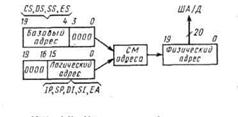 CS, DS, SS, ES
19 4 3 0
Базовый адрес 0000
19 16 15 0
0000 Логический адрес
IP, SP, DI, SI, EA
СМ адреса
ША/Д
20
19 0
Физический адрес